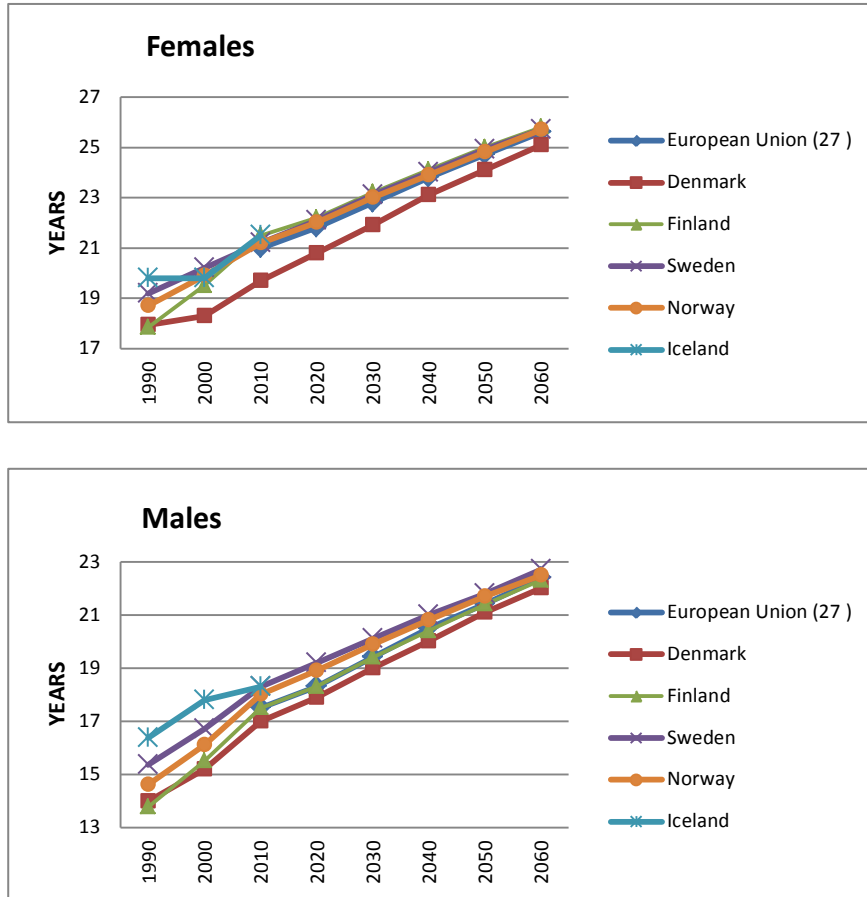 Females
YEARS
27
25
23
21
19
17
1990 2000 2010 2020 2030 2040 2050 2060
European Union (27 )
Denmark
Finland
Sweden
Norway
Iceland
Males
YEARS
23
21
19
17
15
13
1990 2000 2010 2020 2030 2040 2050 2060
European Union (27 )
Denmark
Finland
Sweden
Norway
Iceland